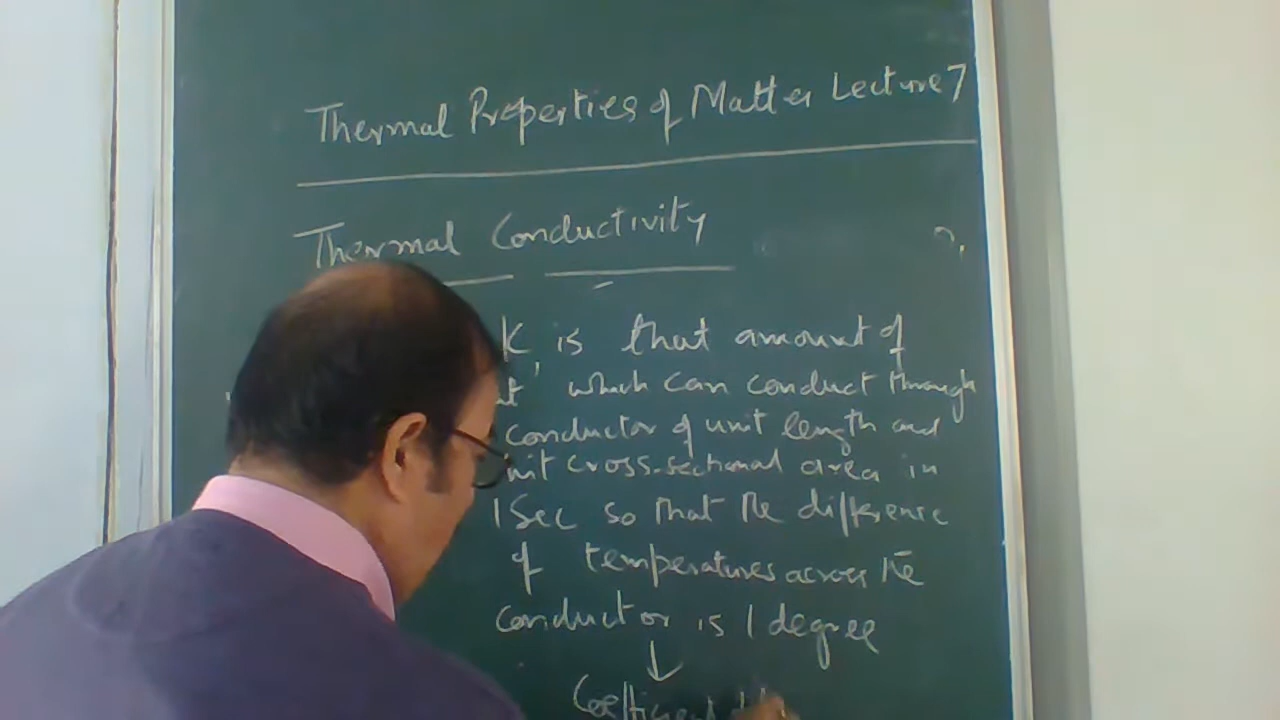 Thermal Properties of Matter Lecture 7
Thermal Conductivity
K is that amount of
which can conduct through
conductor of unit length and
cross-sectional area in
1 Sec so that the difference
of temperatures across the
conductor is 1 degree
Coefficient